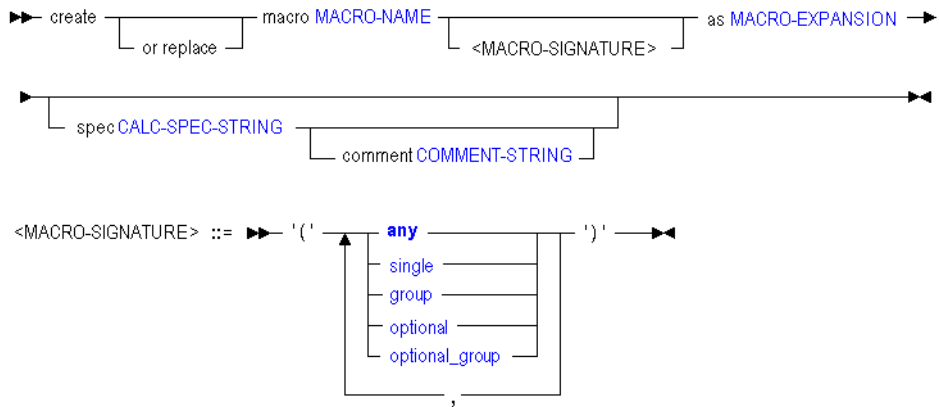 create macro MACRO-NAME as MACRO-EXPANSION
or replace <MACRO-SIGNATURE>
spec CALC-SPEC-STRING
comment COMMENT-STRING
<MACRO-SIGNATURE> ::= '(' any ')'
single
group
optional
optional_group
,